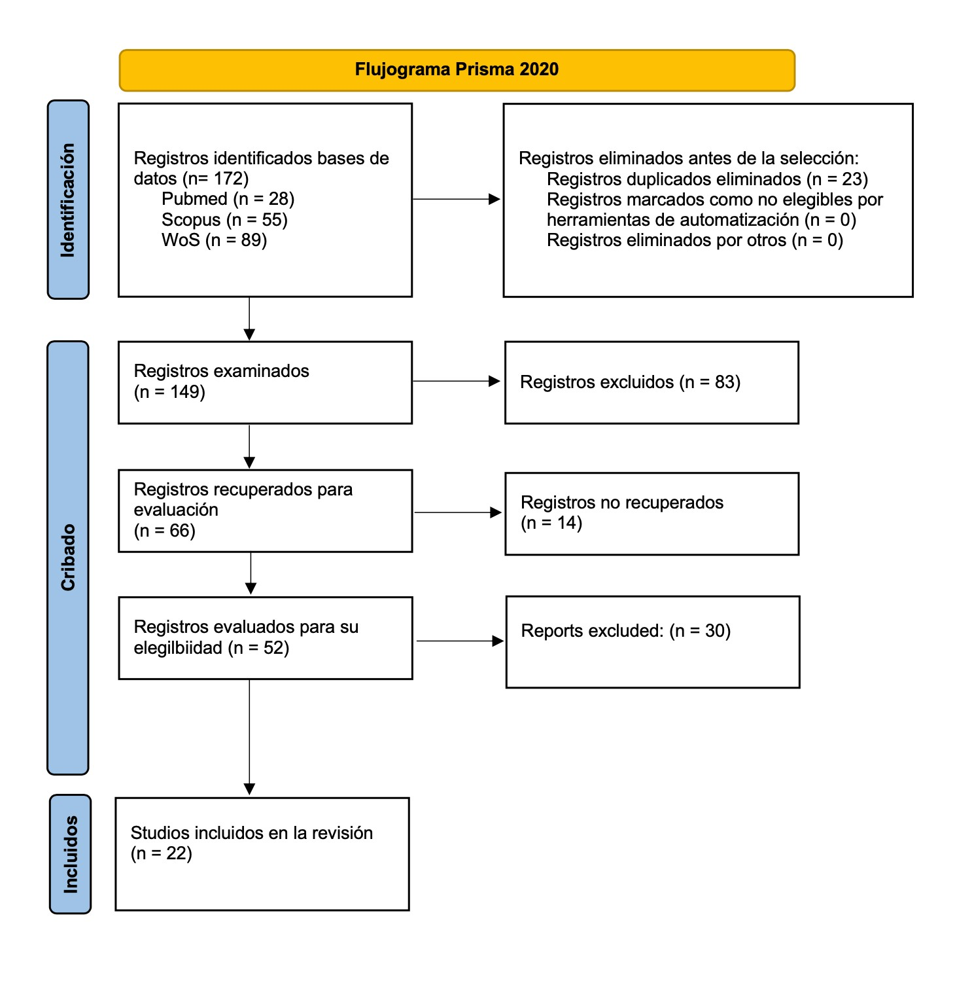 Flujograma Prisma 2020
Identificación
Registros identificados bases de
datos (n= 172)
Pubmed (n = 28)
Scopus (n = 55)
WoS (n = 89)
Registros eliminados antes de la selección:
Registros duplicados eliminados (n = 23)
Registros marcados como no elegibles por
herramientas de automatización (n = 0)
Registros eliminados por otros (n = 0)
Cribado
Registros examinados
(n = 149)
Registros excluidos (n = 83)
Registros recuperados para
evaluación
(n = 66)
Registros no recuperados
(n = 14)
Registros evaluados para su
elegilbiidad (n = 52)
Reports excluded: (n = 30)
Incluidos
Studios incluidos en la revisión
(n = 22)